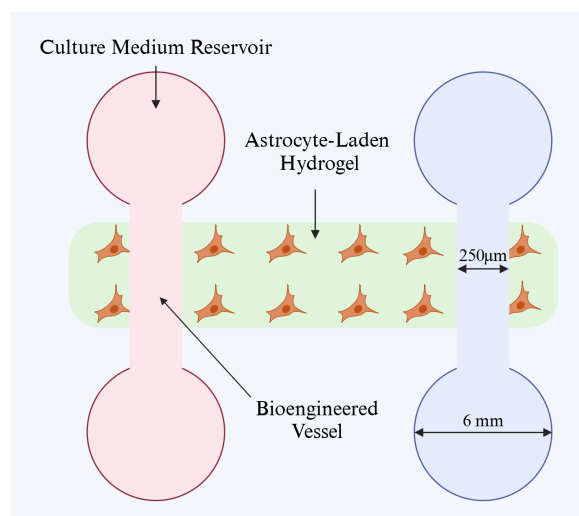 Culture Medium Reservoir
Astrocyte-Laden
Hydrogel
250μm
Bioengineered
Vessel
6 mm